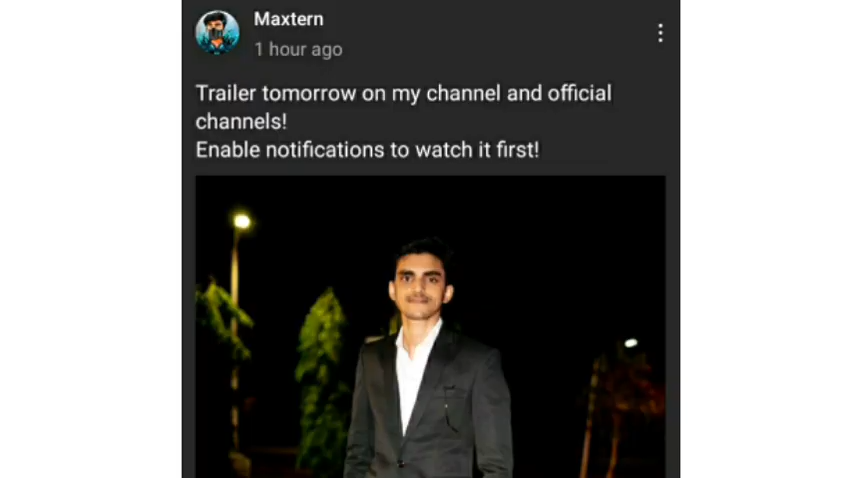 Maxtern
1 hour ago
Trailer tomorrow on my channel and official
channels!
Enable notifications to watch it first!